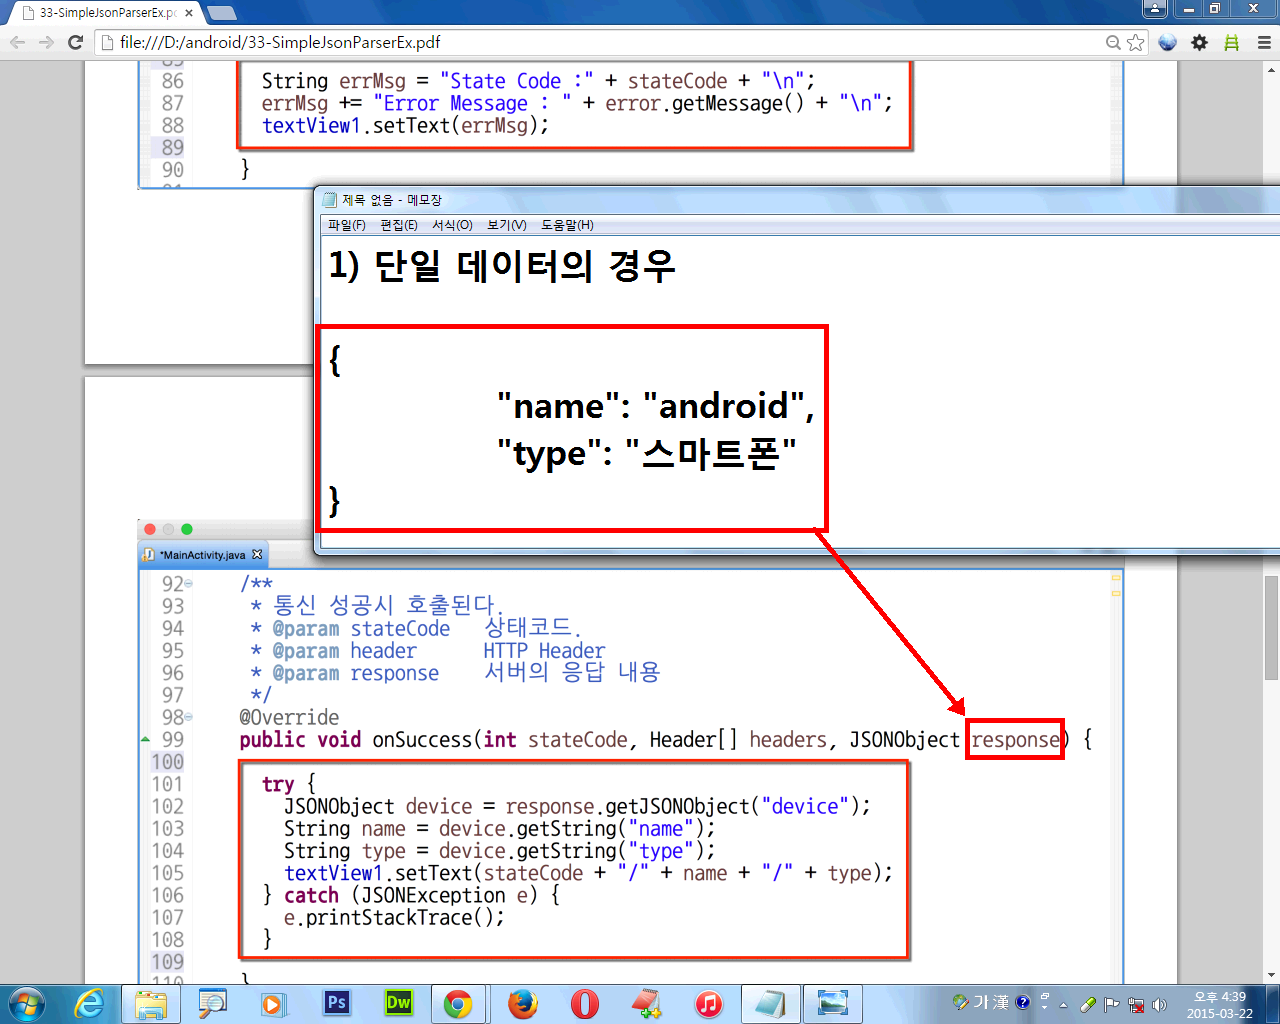 33-SimpleJsonParserEx.pd
file:///D:/android/33-SimpleJsonParserEx.pdf
86 String errMsg = "State Code :" + stateCode + "\n";
87 errMsg += "Error Message : " + error.getMessage() + "\n";
88 textView1.setText(errMsg);
89
90 }
제목 없음 - 메모장
파일(F) 편집(E) 서식(O) 보기(V) 도움말(H)
1) 단일 데이터의 경우
{
"name": "android",
"type": "스마트폰"
}
*MainActivity.java
92 /**
93 * 통신 성공시 호출된다.
94 * @param stateCode 상태코드.
95 * @param header HTTP Header
96 * @param response 서버의 응답 내용
97 */
98 @Override
99 public void onSuccess(int stateCode, Header[] headers, JSONObject response) {
100
101 try {
102 JSONObject device = response.getJSONObject("device");
103 String name = device.getString("name");
104 String type = device.getString("type");
105 textView1.setText(stateCode + "/" + name + "/" + type);
106 } catch (JSONException e) {
107 e.printStackTrace();
108 }
109
Ps Dw
가 漢
오후 4:39
2015-03-22